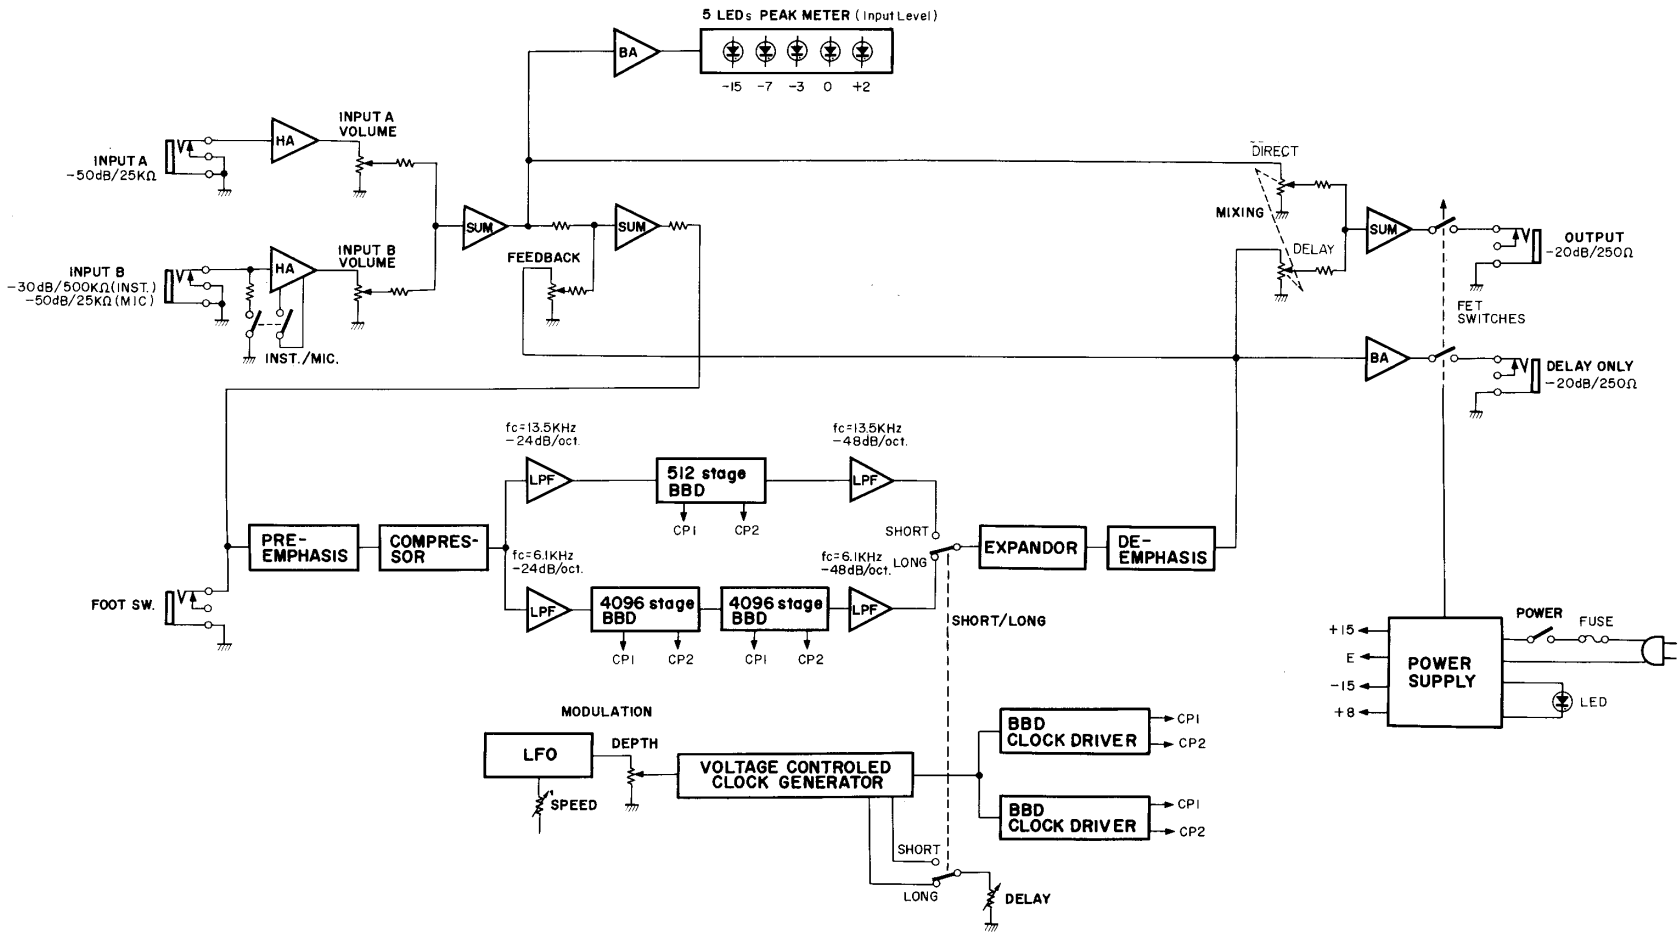 5 LEDs PEAK METER (Input Level)
BA
-15 -7 -3 0 +2
INPUT A
VOLUME
HA
INPUT A
-50dB/25KΩ
DIRECT
MIXING
SUM
SUM
SUM
OUTPUT
-20dB/250Ω
INPUT B
VOLUME
HA
FEEDBACK
DELAY
INPUT B
-30dB/500KΩ(INST.)
-50dB/25KΩ(MIC)
INST./MIC.
FET
SWITCHES
BA
DELAY ONLY
-20dB/250Ω
fc=13.5KHz
-24dB/oct.
fc=13.5KHz
-48dB/oct.
LPF
512 stage
BBD
LPF
CP1 CP2
SHORT
PRE-
EMPHASIS
COMPRES-
SOR
fc=6.1KHz
-24dB/oct.
fc=6.1KHz
-48dB/oct.
LONG
EXPANDOR
DE-
EMPHASIS
FOOT SW.
LPF
4096 stage
BBD
4096 stage
BBD
LPF
CP1 CP2 CP1 CP2
SHORT/LONG
POWER
FUSE
+15
E
-15
+8
POWER
SUPPLY
LED
MODULATION
LFO
DEPTH
SPEED
VOLTAGE CONTROLED
CLOCK GENERATOR
BBD
CLOCK DRIVER
CP1
CP2
BBD
CLOCK DRIVER
CP1
CP2
SHORT
LONG
DELAY